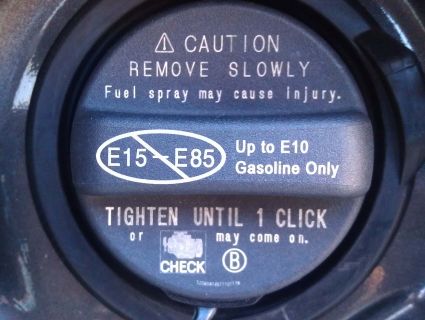 ⚠ CAUTION
REMOVE SLOWLY
Fuel spray may cause injury.
E15-E85 Up to E10
Gasoline Only
TIGHTEN UNTIL 1 CLICK
or may come on.
CHECK B